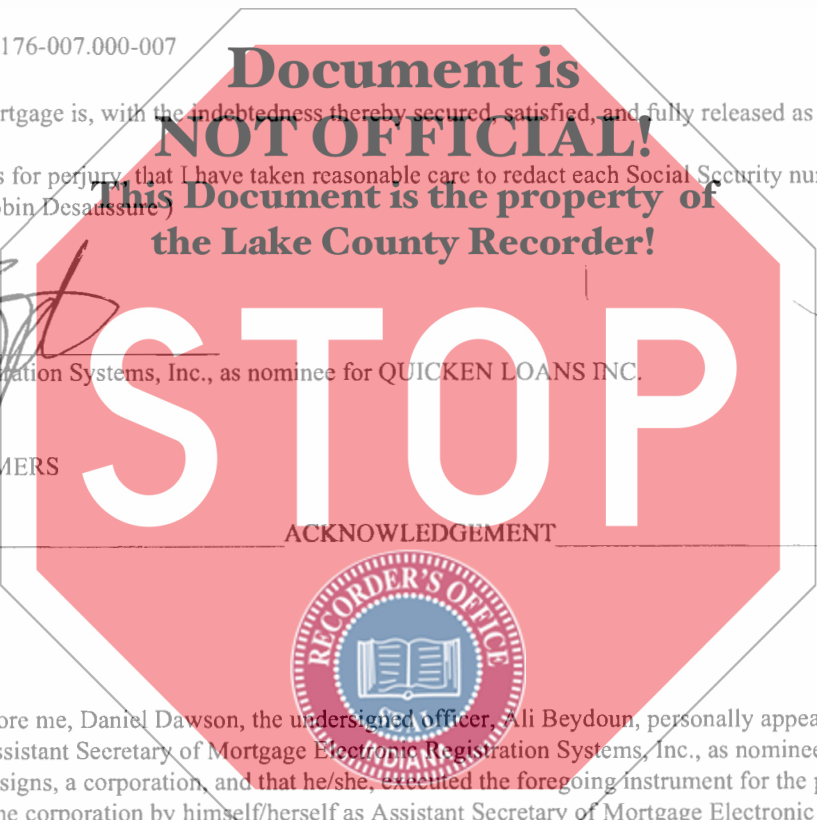 176-007.000-007
Document is
rtgage is, with the indebtedness thereby secured, satisfied, and fully released as
NOT OFFICIAL!
s for perjury, that I have taken reasonable care to redact each Social Security nu
This Document is the property of
bin Desaussure )
the Lake County Recorder!
STOP
ration Systems, Inc., as nominee for QUICKEN LOANS INC.
MERS
ACKNOWLEDGEMENT
RECORDER'S OFFICE
SEAL
INDIANA
ore me, Daniel Dawson, the undersigned officer, Ali Beydoun, personally appea
ssistant Secretary of Mortgage Electronic Registration Systems, Inc., as nominee
signs, a corporation, and that he/she, executed the foregoing instrument for the p
ne corporation by himself/herself as Assistant Secretary of Mortgage Electronic